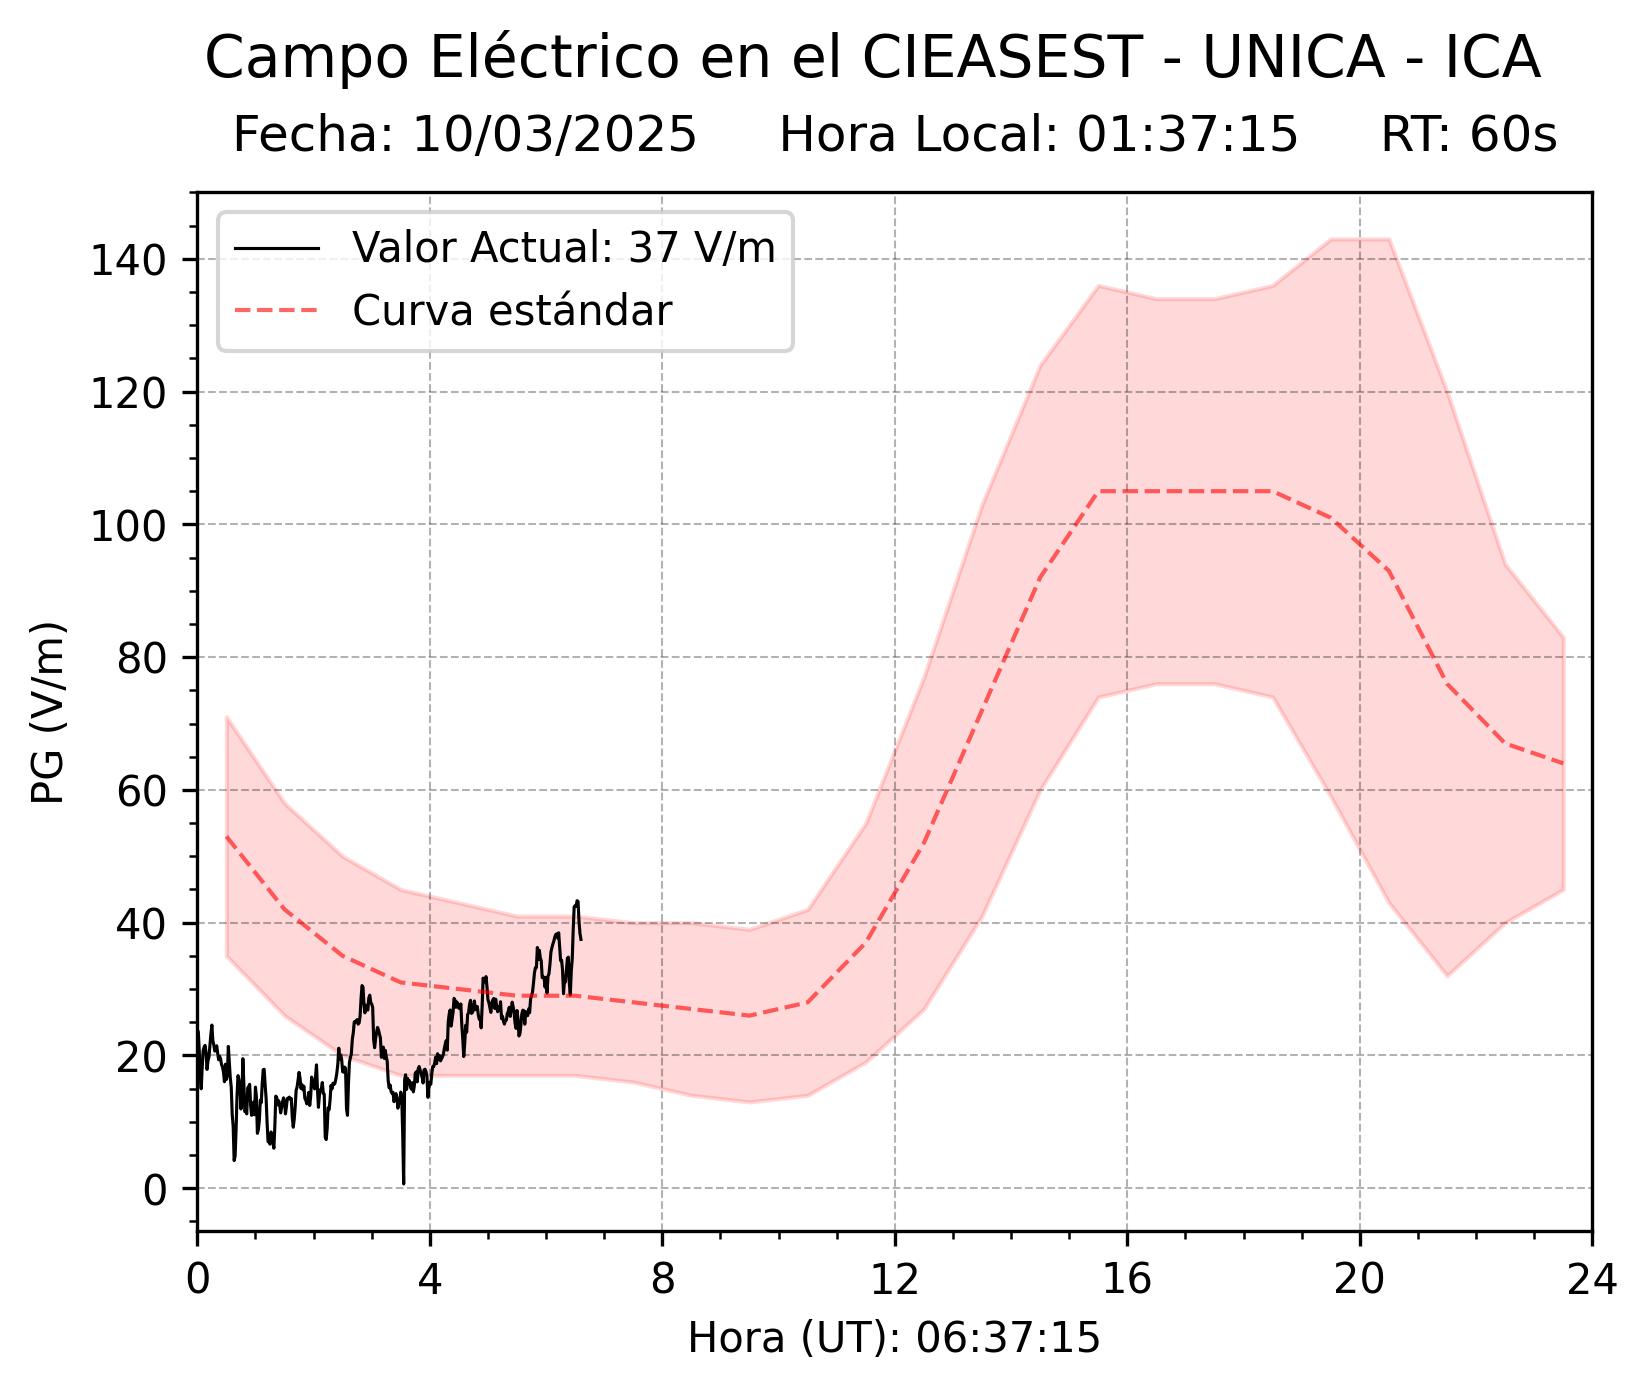 Campo Eléctrico en el CIEASEST - UNICA - ICA
Fecha: 10/03/2025 Hora Local: 01:37:15 RT: 60s
Valor Actual: 37 V/m
Curva estándar
PG (V/m)
140
120
100
80
60
40
20
0
0 4 8 12 16 20 24
Hora (UT): 06:37:15